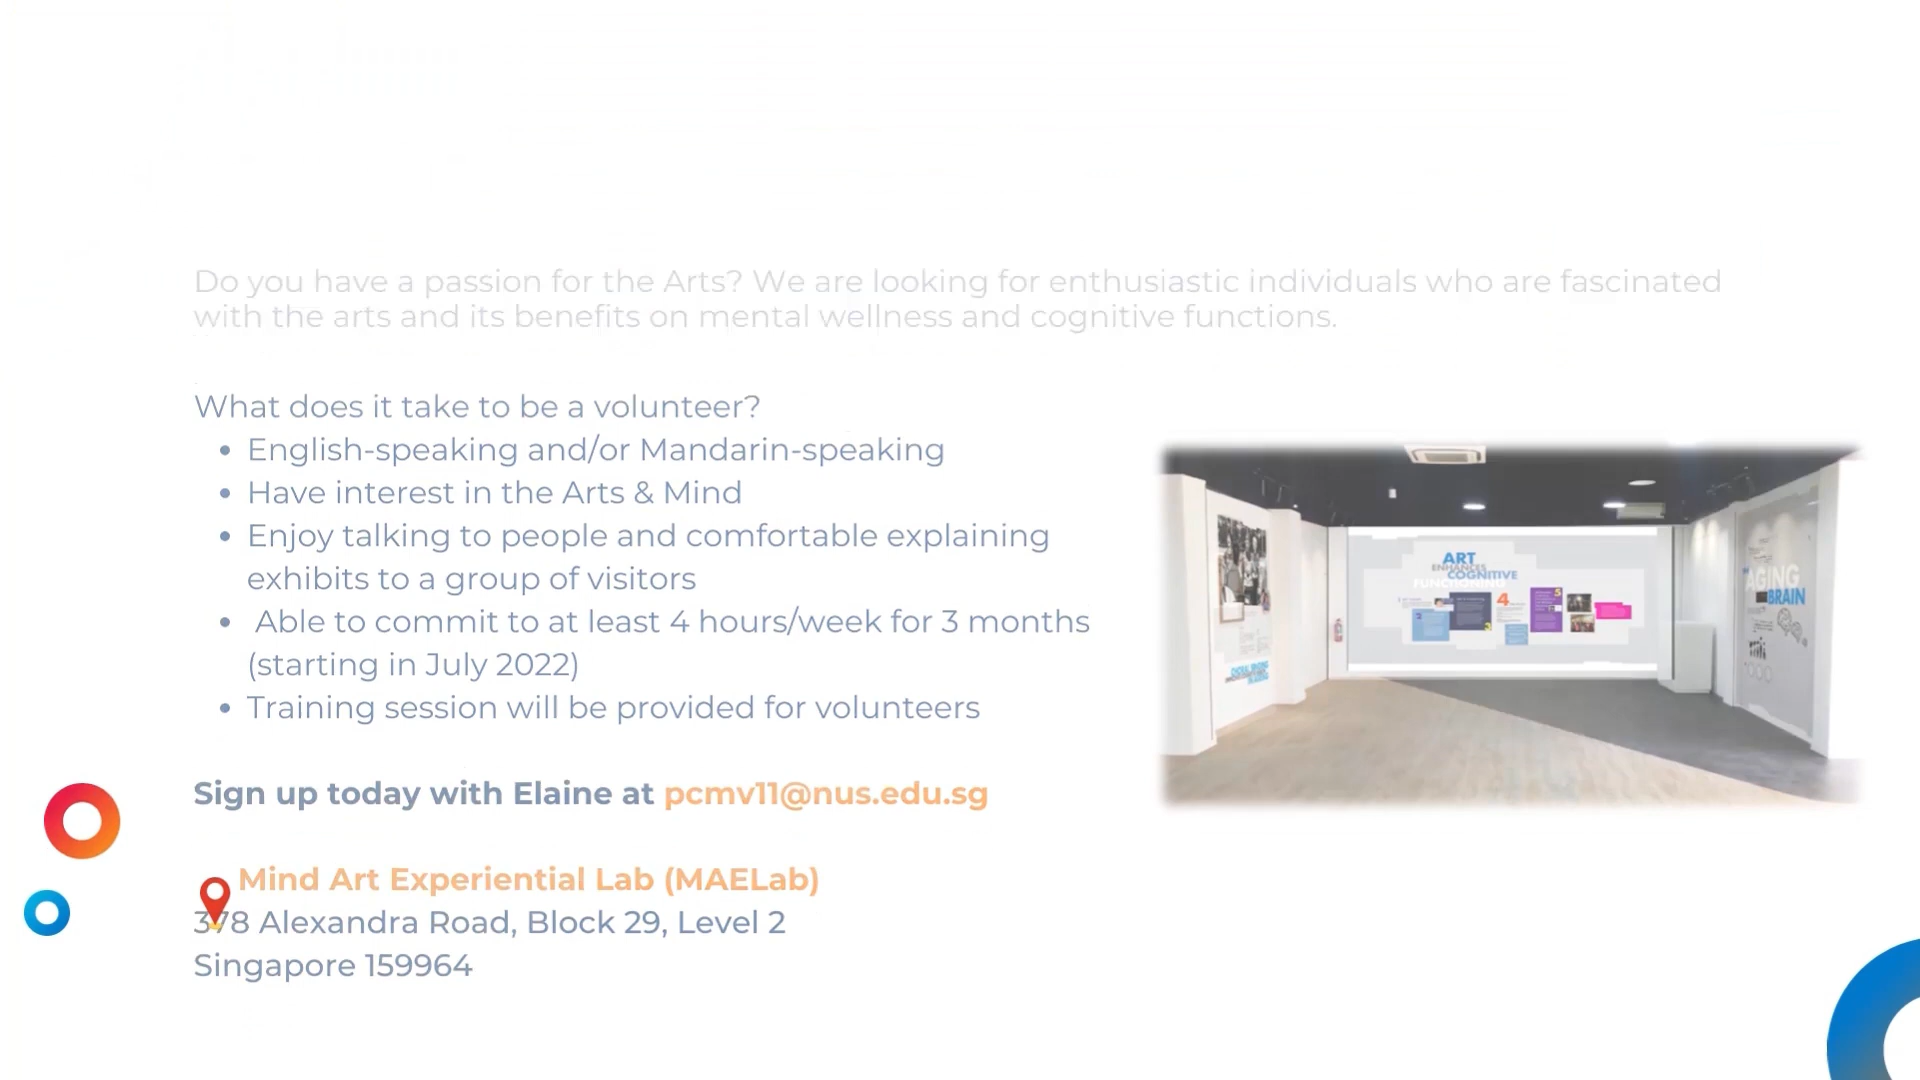 Do you have a passion for the Arts? We are looking for enthusiastic individuals who are fascinated
with the arts and its benefits on mental wellness and cognitive functions.
What does it take to be a volunteer?
• English-speaking and/or Mandarin-speaking
• Have interest in the Arts & Mind
• Enjoy talking to people and comfortable explaining
exhibits to a group of visitors
• Able to commit to at least 4 hours/week for 3 months
(starting in July 2022)
• Training session will be provided for volunteers
Sign up today with Elaine at pcmv11@nus.edu.sg
Mind Art Experiential Lab (MAELab)
378 Alexandra Road, Block 29, Level 2
Singapore 159964
ART
ENHANCES
COGNITIVE
FUNCTIONING
4
5
AGING
BRAIN